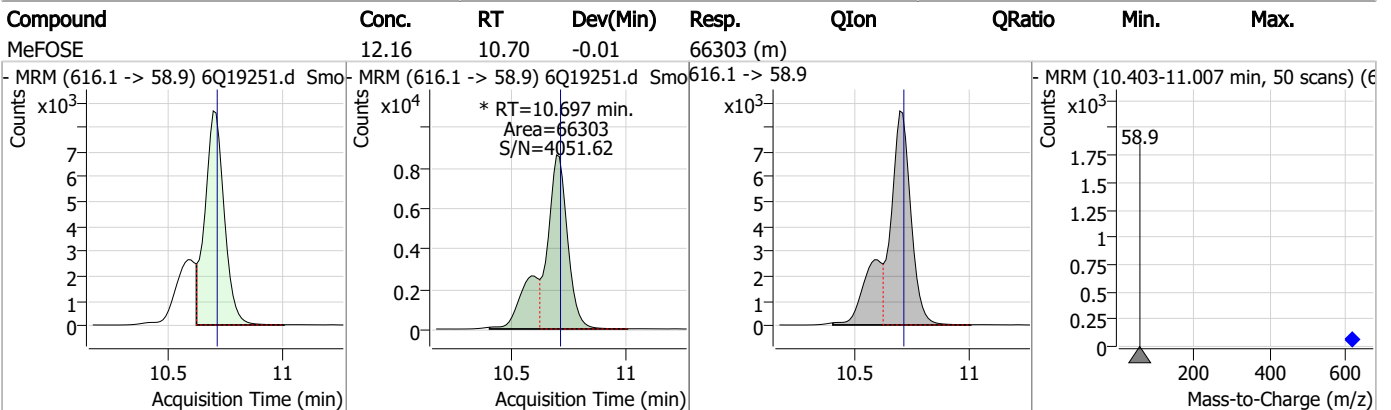 Compound Conc. RT Dev(Min) Resp. QIon QRatio Min. Max.
MeFOSE 12.16 10.70 -0.01 66303 (m)
- MRM (616.1 -> 58.9) 6Q19251.d Smo
Counts
x10³
7
6
5
4
3
2
1
0
10.5 11
Acquisition Time (min)
- MRM (616.1 -> 58.9) 6Q19251.d Smo
Counts
x10⁴
* RT=10.697 min.
Area=66303
S/N=4051.62
0.8
0.6
0.4
0.2
0
10.5 11
Acquisition Time (min)
616.1 -> 58.9
x10³
7
6
5
4
3
2
1
0
10.5 11
- MRM (10.403-11.007 min, 50 scans) (6
Counts
x10³
58.9
1.75
1.5
1.25
1
0.75
0.5
0.25
0
200 400 600
Mass-to-Charge (m/z)